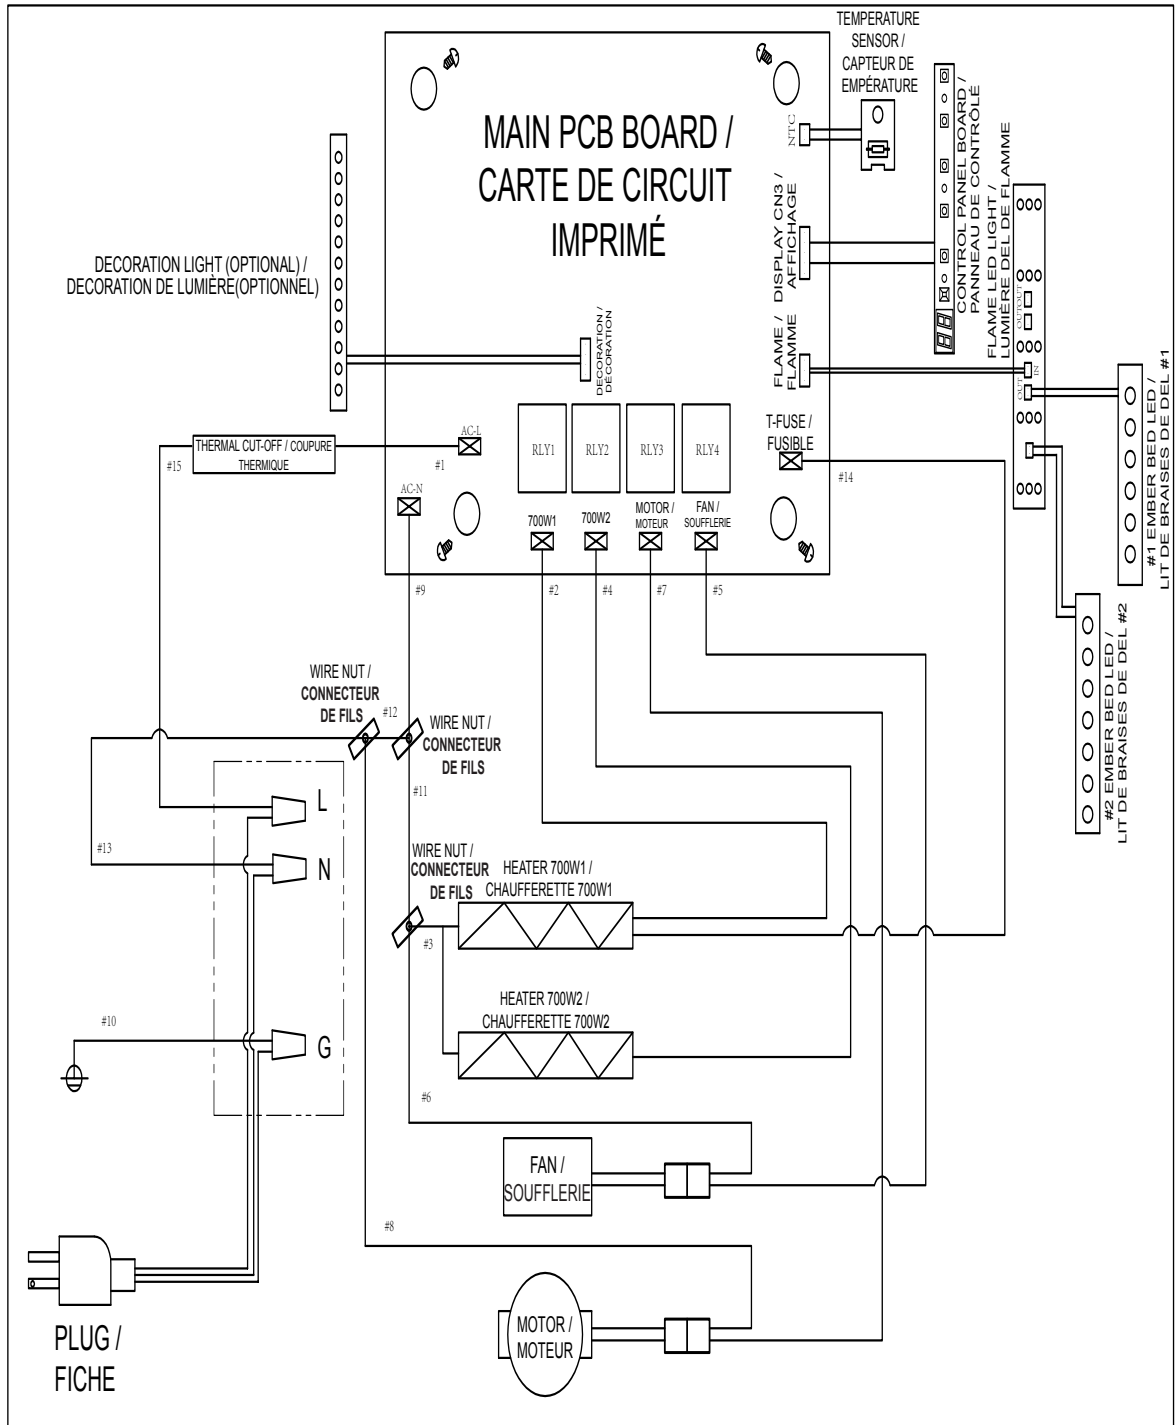 TEMPERATURE
SENSOR /
CAPTEUR DE
EMPÉRATURE
MAIN PCB BOARD /
CARTE DE CIRCUIT
IMPRIMÉ
NTC
DISPLAY CN3 /
AFFICHAGE
FLAME /
FLAMME
CONTROL PANEL BOARD /
PANNEAU DE CONTRÔLÉ
FLAME LED LIGHT /
LUMIÈRE DEL DE FLAMME
OUT
OUT
IN
OUT
#1 EMBER BED LED /
LIT DE BRAISES DE DEL #1
#2 EMBER BED LED /
LIT DE BRAISES DE DEL #2
DECORATION LIGHT (OPTIONAL) /
DECORATION DE LUMIÈRE(OPTIONNEL)
DECORATION /
DÉCORATION
THERMAL CUT-OFF / COUPURE
THERMIQUE
#15
#1
AC-L
AC-N
RLY1
RLY2
RLY3
RLY4
T-FUSE /
FUSIBLE
#14
700W1
700W2
MOTOR /
MOTEUR
FAN /
SOUFFLERIE
#9
#2
#4
#7
#5
WIRE NUT /
CONNECTEUR
DE FILS
#12
WIRE NUT /
CONNECTEUR
DE FILS
#11
L
#13
N
WIRE NUT /
CONNECTEUR
DE FILS
#3
HEATER 700W1 /
CHAUFFERETTE 700W1
HEATER 700W2 /
CHAUFFERETTE 700W2
#10
G
#6
FAN /
SOUFFLERIE
#8
MOTOR /
MOTEUR
PLUG /
FICHE